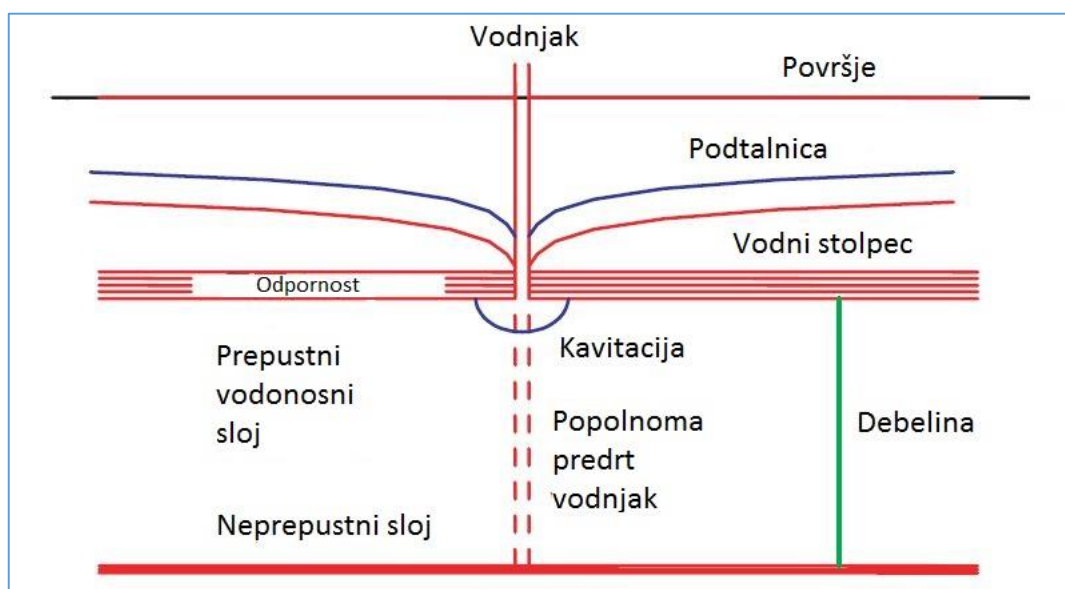 Vodnjak
Površje
Podtalnica
Vodni stolpec
Odpornost
Prepustni
vodonosni
sloj
Kavitacija
Popolnoma
predrt
vodnjak
Debelina
Neprepustni sloj